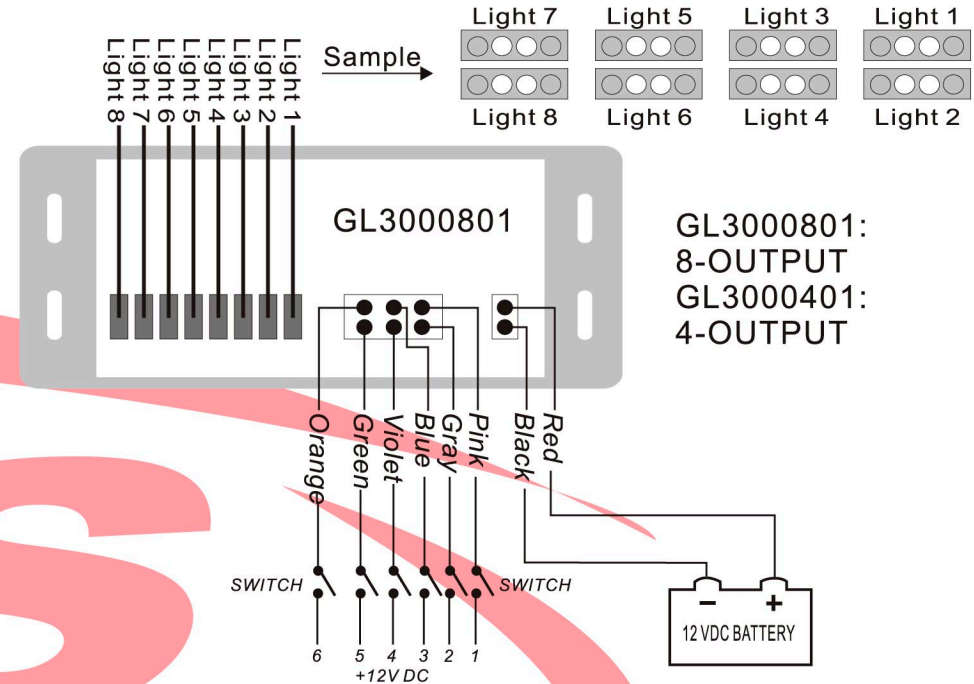 Light 7 Light 5 Light 3 Light 1
Light 8 Light 6 Light 4 Light 2
Sample
Light 8
Light 7
Light 6
Light 5
Light 4
Light 3
Light 2
Light 1
GL3000801
GL3000801:
8-OUTPUT
GL3000401:
4-OUTPUT
Orange
Green
Violet
Blue
Gray
Pink
Black
Red
SWITCH SWITCH
6 5 4 3 2 1
+12V DC
- +
12 VDC BATTERY
S